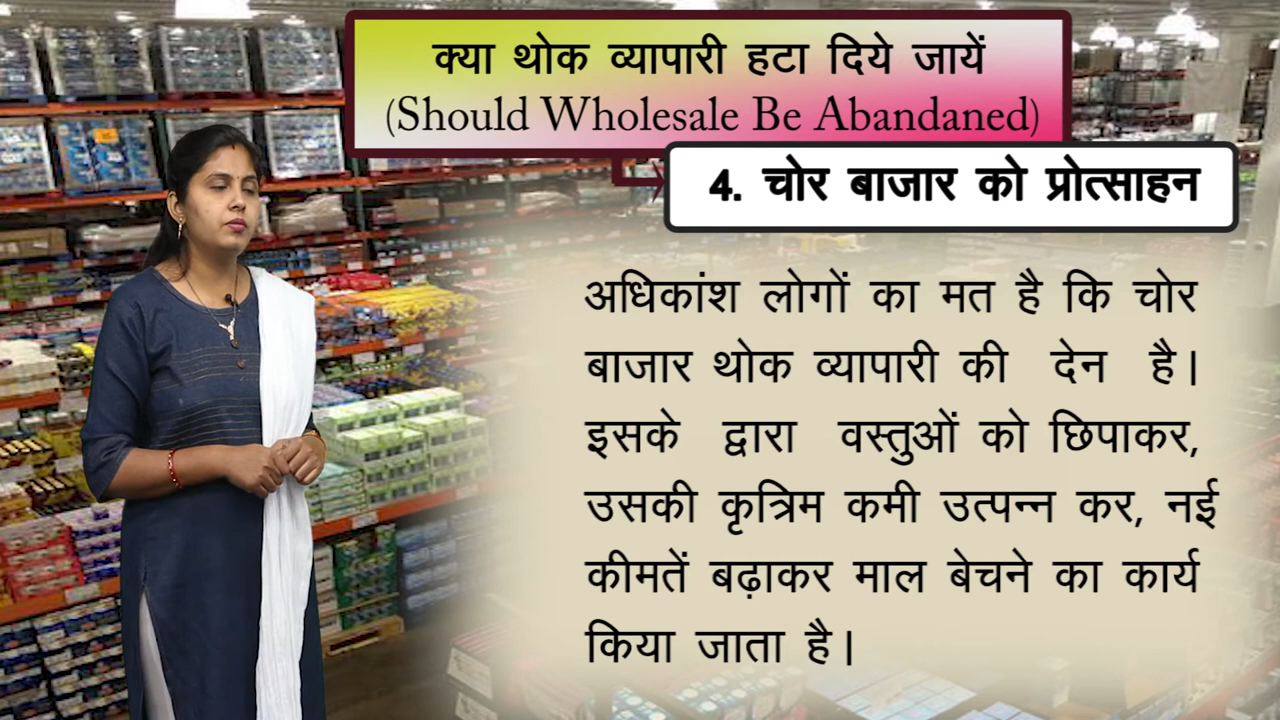 क्या थोक व्यापारी हटा दिये जायें
(Should Wholesale Be Abandaned)
4. चोर बाजार को प्रोत्साहन
अधिकांश लोगों का मत है कि चोर
बाजार थोक व्यापारी की देन है।
इसके द्वारा वस्तुओं को छिपाकर,
उसकी कृत्रिम कमी उत्पन्न कर, नई
कीमतें बढ़ाकर माल बेचने का कार्य
किया जाता है।